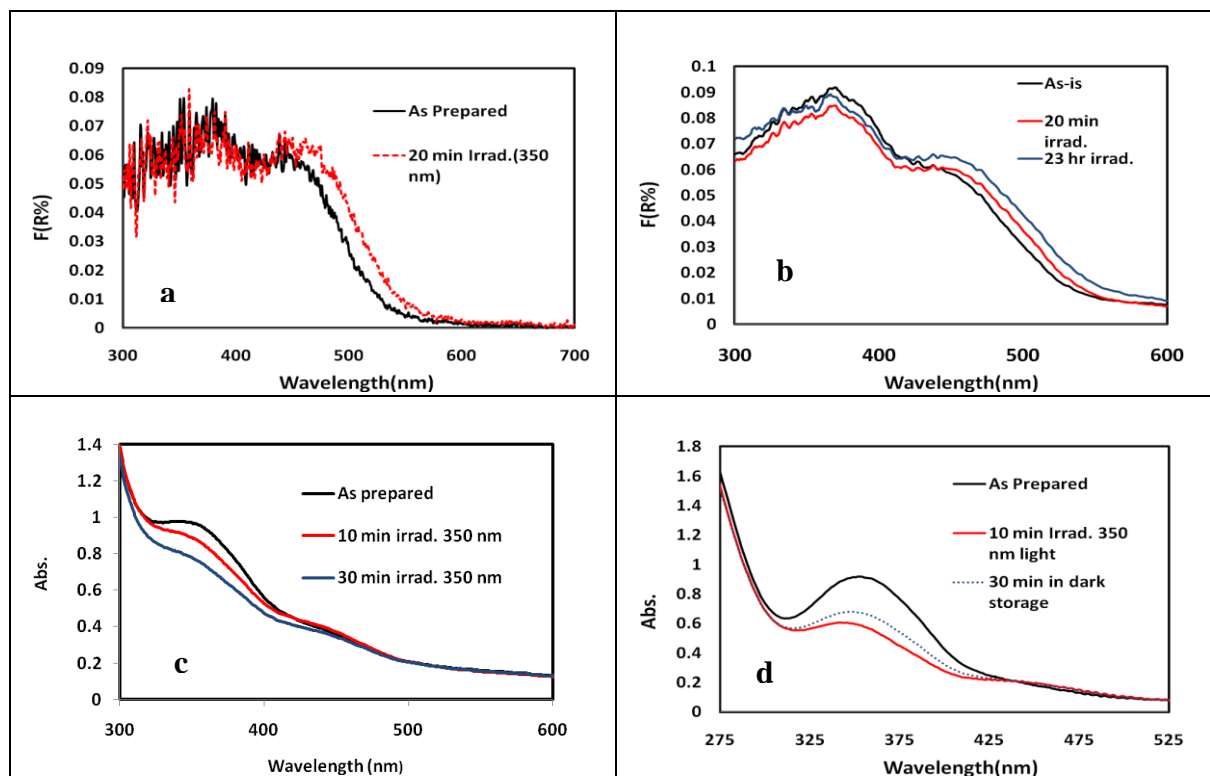 0.09
0.08
0.07
0.06
0.05
0.04
0.03
0.02
0.01
0
F(R%)
As Prepared
20 min Irrad.(350
nm)
a
300 400 500 600 700
Wavelength(nm)
0.1
0.09
0.08
0.07
0.06
0.05
0.04
0.03
0.02
0.01
0
F(R%)
As-is
20 min
irrad.
23 hr irrad.
b
300 400 500 600
Wavelength(nm)
1.4
1.2
1
0.8
0.6
0.4
0.2
0
Abs.
As prepared
10 min irrad. 350 nm
30 min irrad. 350 nm
c
300 400 500 600
Wavelength (nm)
1.8
1.6
1.4
1.2
1
0.8
0.6
0.4
0.2
0
Abs.
As Prepared
10 min Irrad. 350
nm light
30 min in dark
storage
d
275 325 375 425 475 525
Wavelength(nm)